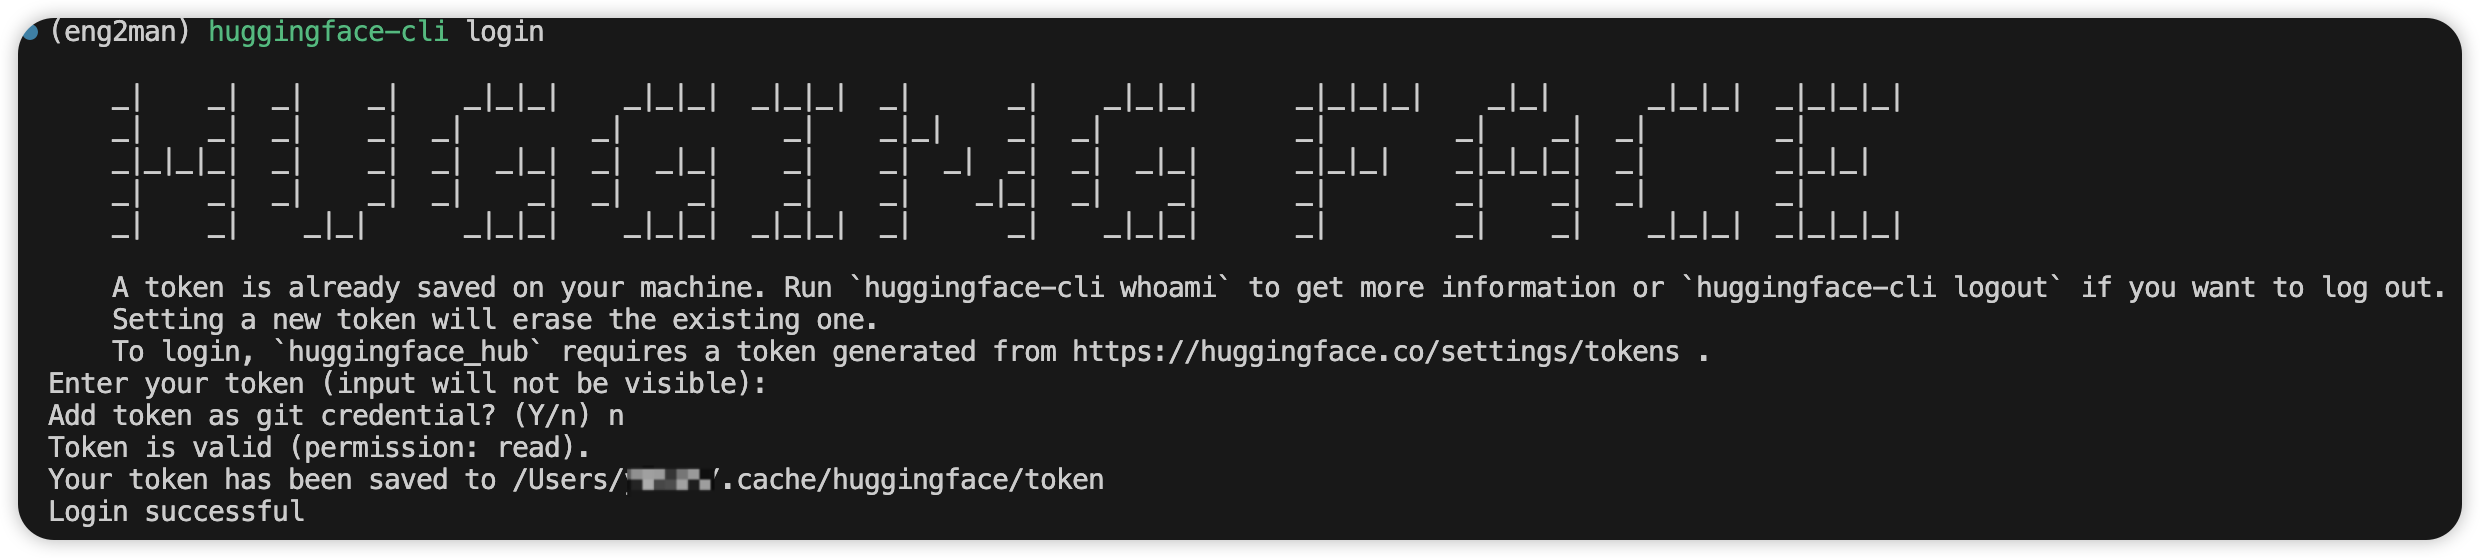 (eng2man) huggingface-cli login
HUGGING FACE
A token is already saved on your machine. Run `huggingface-cli whoami` to get more information or `huggingface-cli logout` if you want to log out.
Setting a new token will erase the existing one.
To login, `huggingface_hub` requires a token generated from https://huggingface.co/settings/tokens .
Enter your token (input will not be visible):
Add token as git credential? (Y/n) n
Token is valid (permission: read).
Your token has been saved to /Users/ /.cache/huggingface/token
Login successful